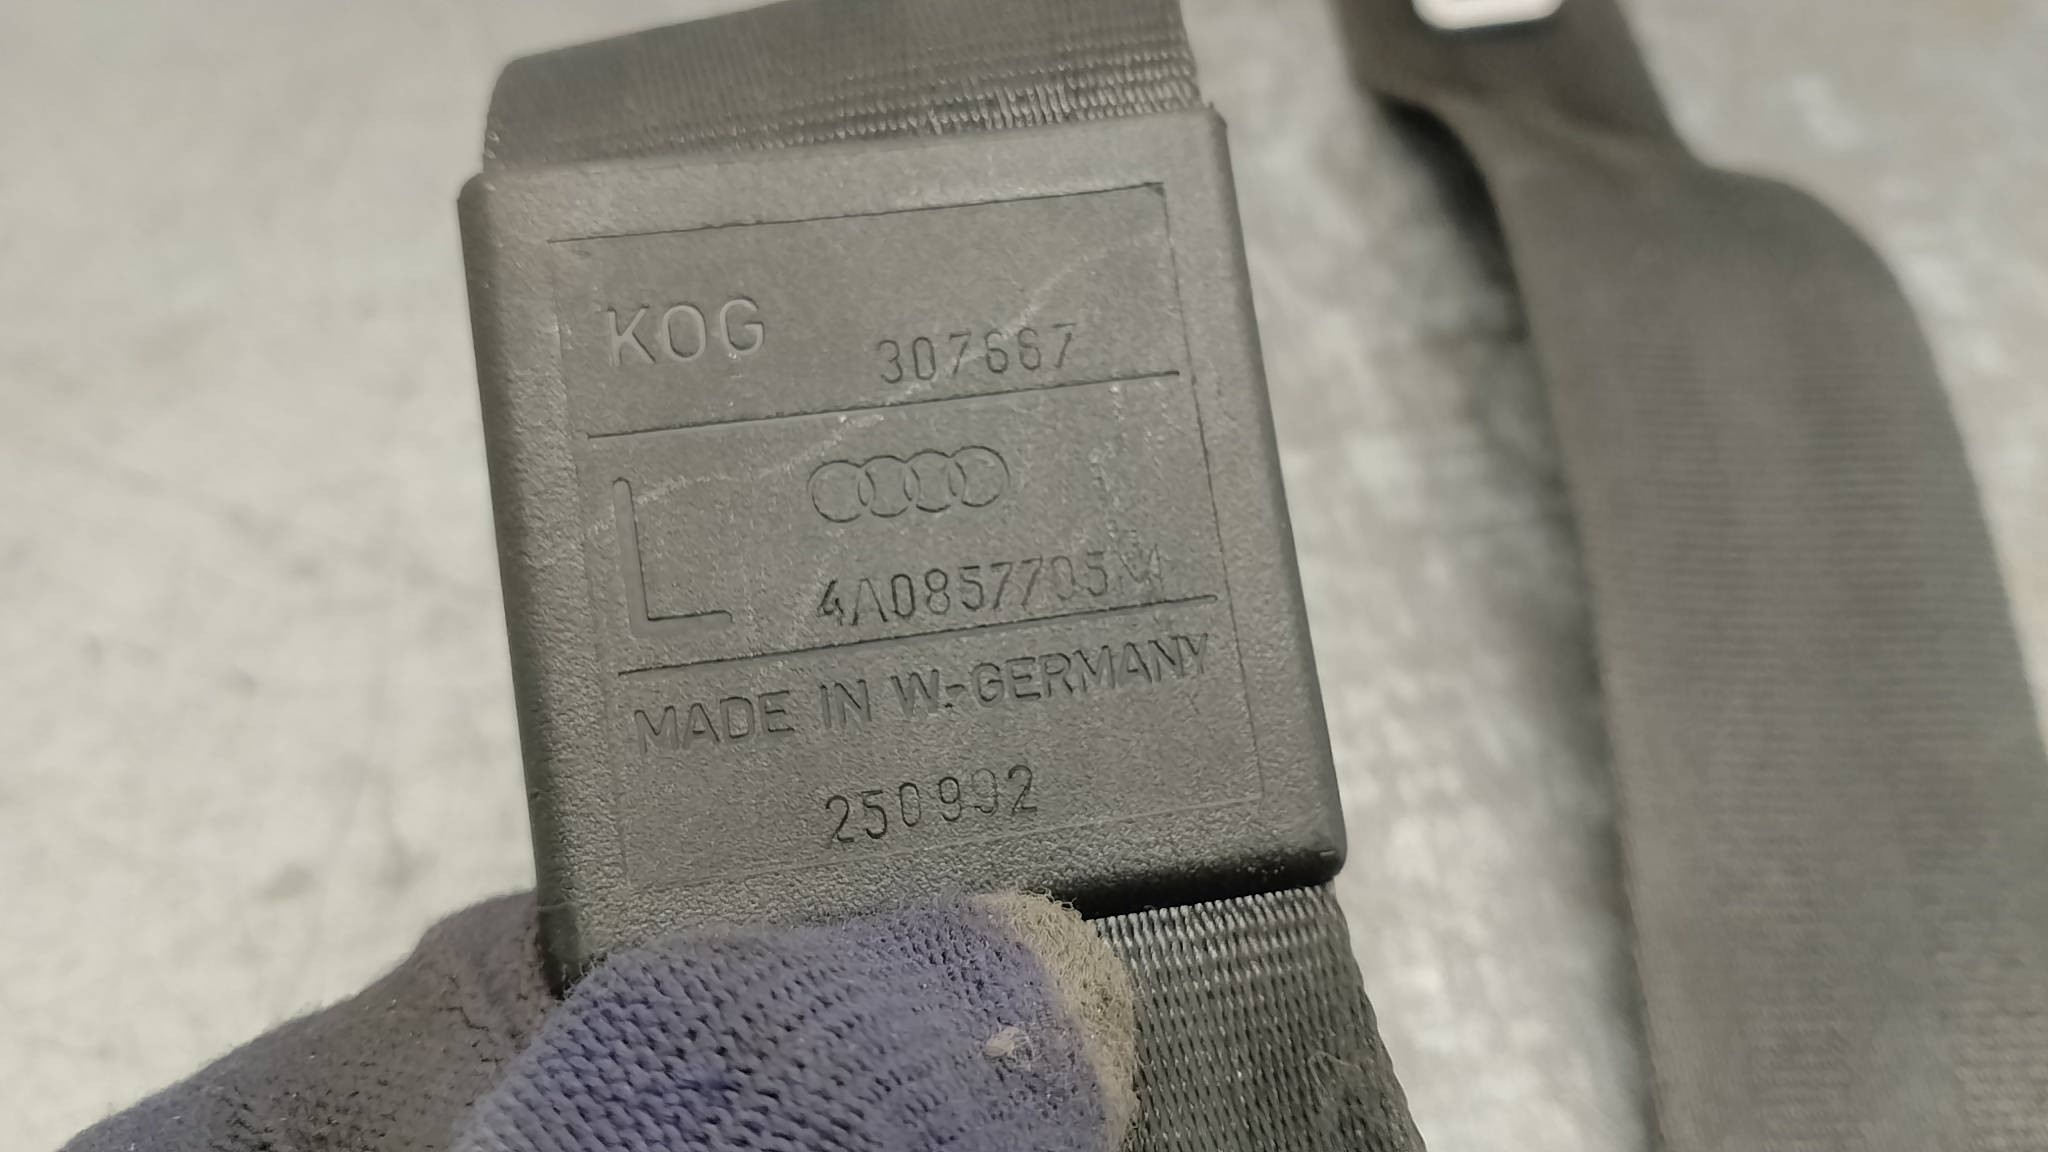 KOG 307667
L
4A0857705M
MADE IN W.-GERMANY
250992